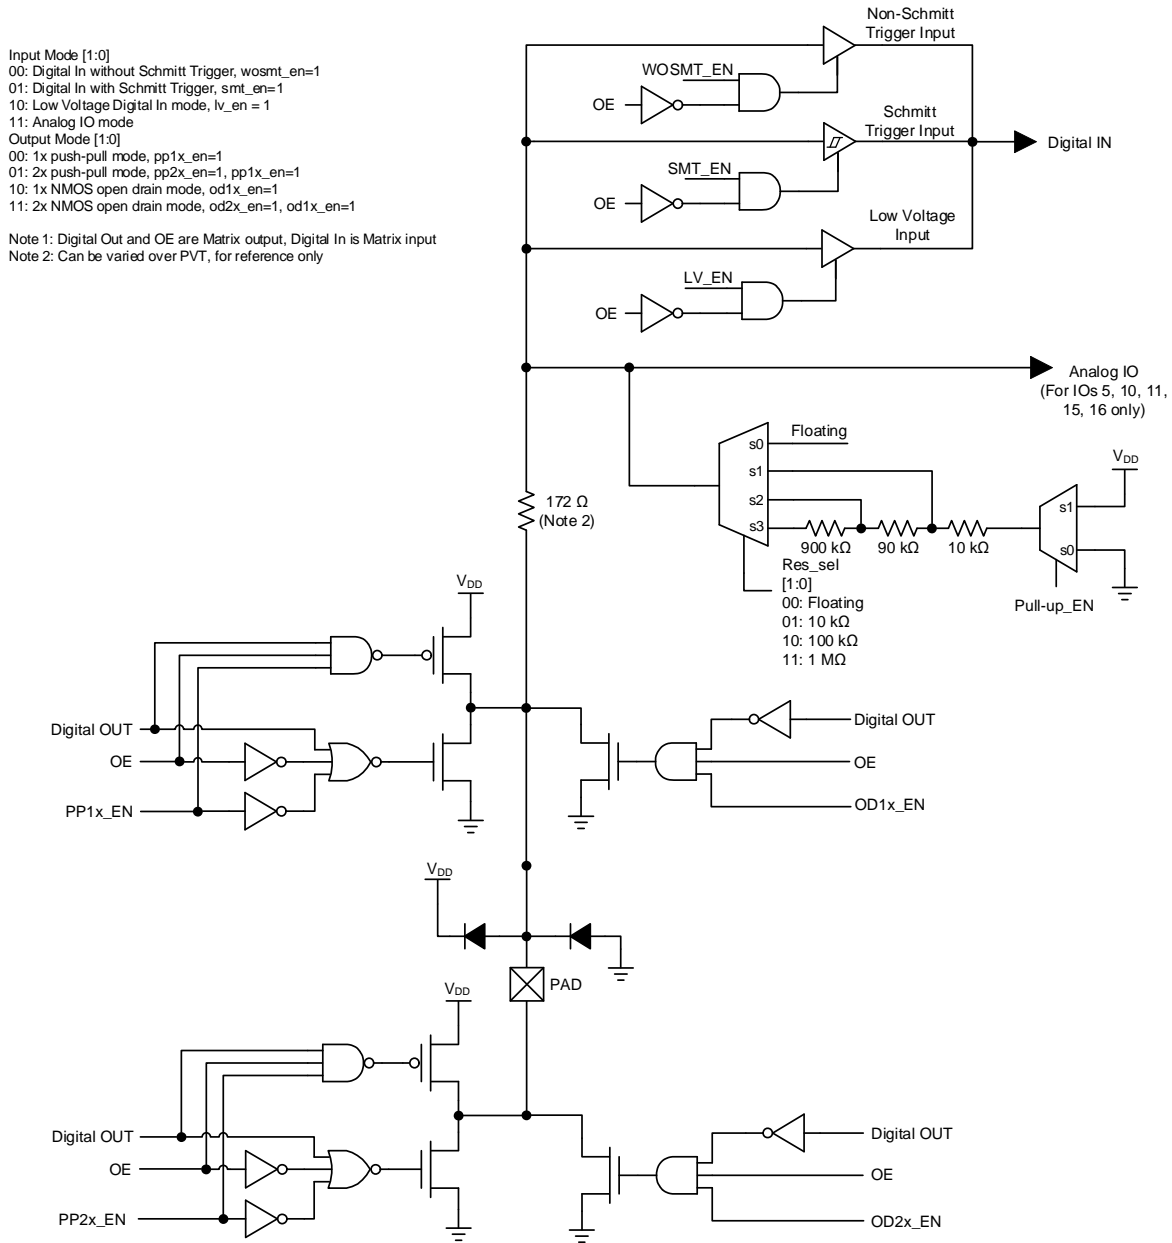 Non-Schmitt
Trigger Input
Input Mode [1:0]
00: Digital In without Schmitt Trigger, wosmt_en=1
01: Digital In with Schmitt Trigger, smt_en=1
10: Low Voltage Digital In mode, lv_en = 1
11: Analog IO mode
Output Mode [1:0]
00: 1x push-pull mode, pp1x_en=1
01: 2x push-pull mode, pp2x_en=1, pp1x_en=1
10: 1x NMOS open drain mode, od1x_en=1
11: 2x NMOS open drain mode, od2x_en=1, od1x_en=1
Note 1: Digital Out and OE are Matrix output, Digital In is Matrix input
Note 2: Can be varied over PVT, for reference only
WOSMT_EN
OE
Schmitt
Trigger Input
Digital IN
SMT_EN
OE
Low Voltage
Input
LV_EN
OE
Analog IO
(For IOs 5, 10, 11,
15, 16 only)
s0
Floating
s1
s2
s3
900 kΩ
90 kΩ
10 kΩ
VDD
s1
s0
Pull-up_EN
172 Ω
(Note 2)
Res_sel
[1:0]
00: Floating
01: 10 kΩ
10: 100 kΩ
11: 1 MΩ
VDD
Digital OUT
OE
PP1x_EN
Digital OUT
OE
OD1x_EN
VDD
PAD
VDD
Digital OUT
OE
PP2x_EN
Digital OUT
OE
OD2x_EN